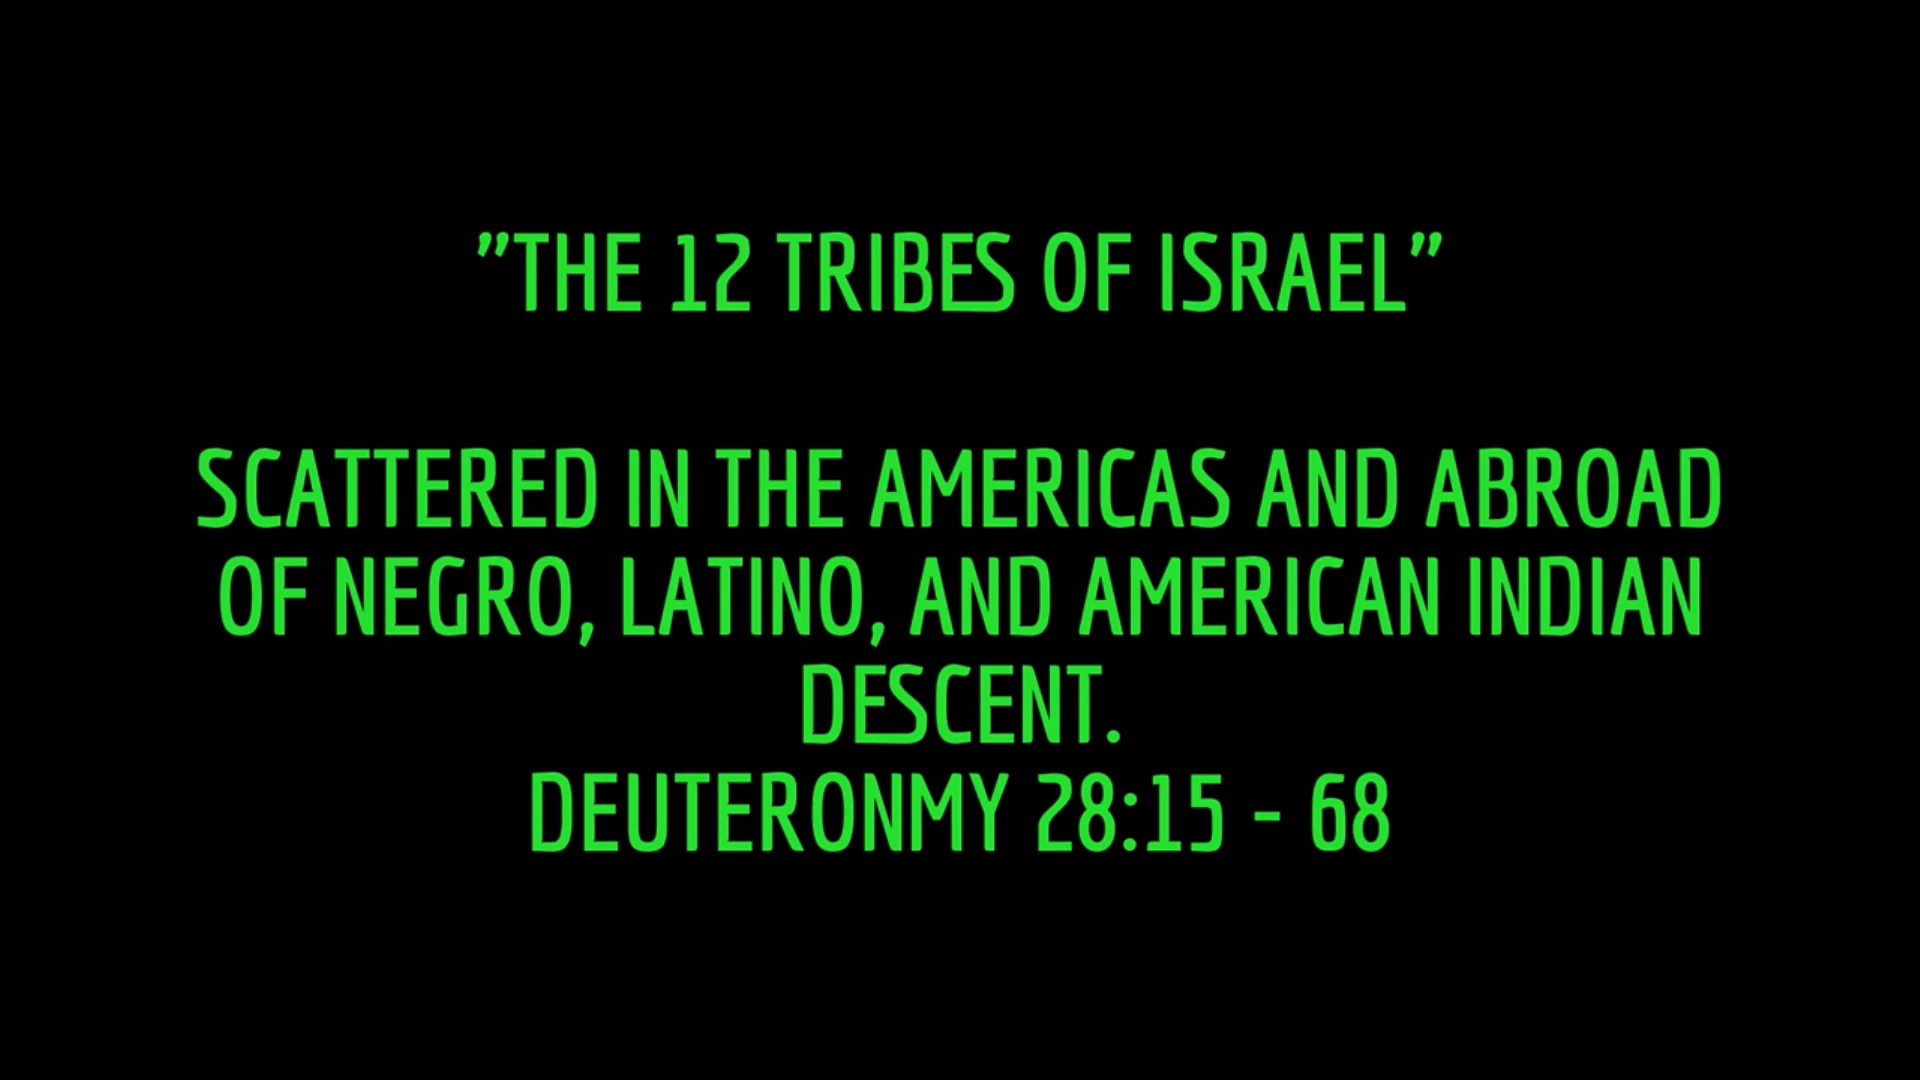 "THE 12 TRIBES OF ISRAEL"
SCATTERED IN THE AMERICAS AND ABROAD
OF NEGRO, LATINO, AND AMERICAN INDIAN
DESCENT.
DEUTERONMY 28:15 - 68